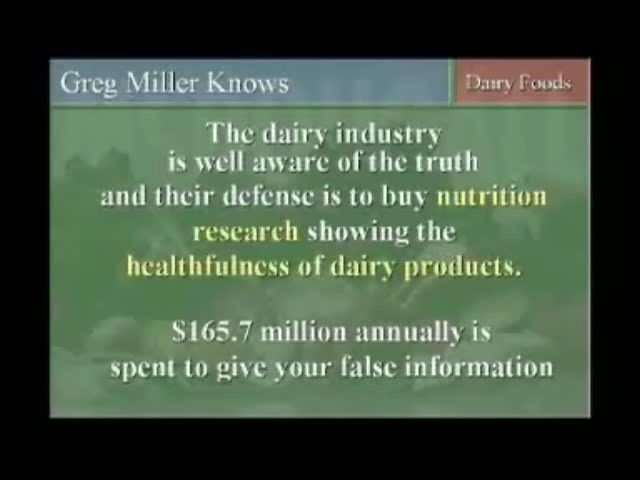 Greg Miller Knows
Dairy Foods
The dairy industry
is well aware of the truth
and their defense is to buy nutrition
research showing the
healthfulness of dairy products.
$165.7 million annually is
spent to give your false information